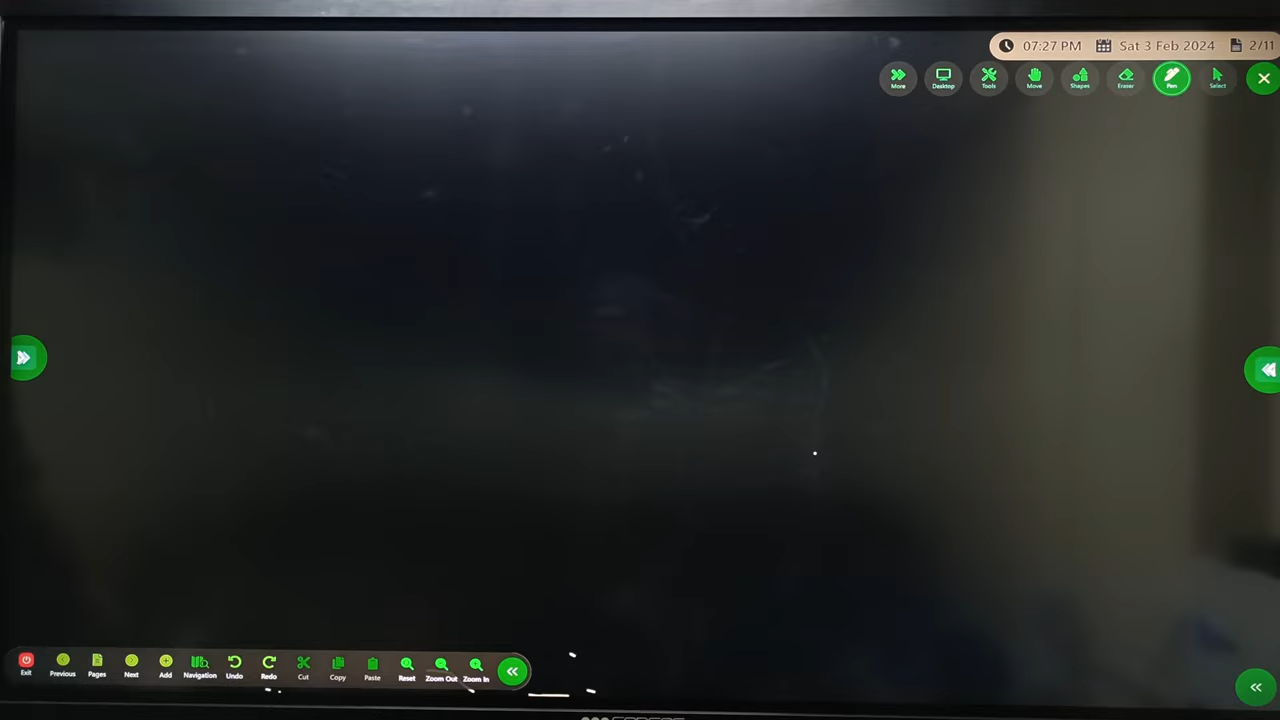 07:27 PM Sat 3 Feb 2024 2/11
More Desktop Tools Move Shapes Eraser Pen Select
Exit Previous Pages Next Add Navigation Undo Redo Cut Copy Paste Reset Zoom Out Zoom In